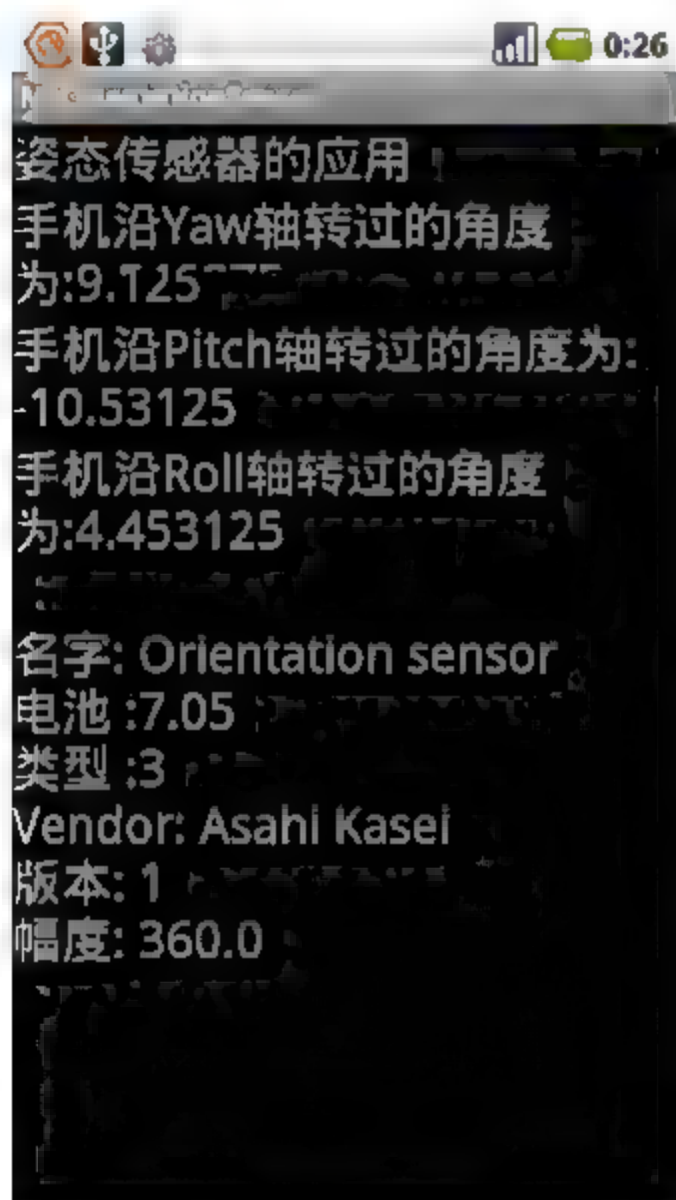 0:26
姿态传感器的应用
手机沿Yaw轴转过的角度
为:9.125
手机沿Pitch轴转过的角度为:
-10.53125
手机沿Roll轴转过的角度
为:4.453125
名字: Orientation sensor
电池 :7.05
类型 :3
Vendor: Asahi Kasei
版本: 1
幅度: 360.0